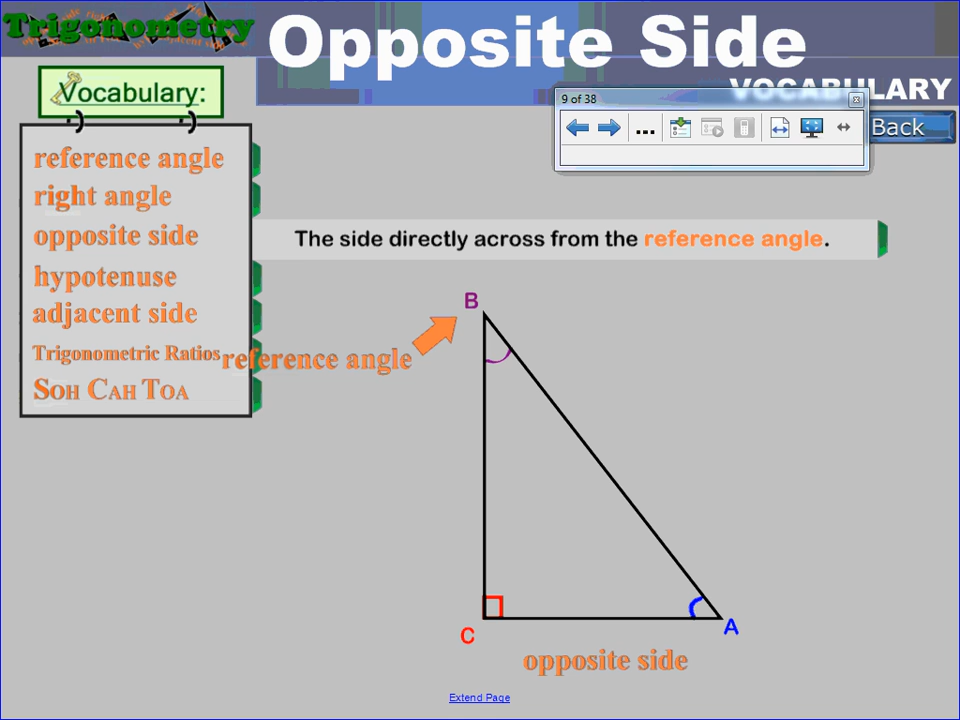 Trigonometry
Opposite Side
VOCABULARY
Vocabulary:
9 of 38
Back
reference angle
right angle
opposite side
The side directly across from the reference angle.
hypotenuse
adjacent side
B
Trigonometric Ratios
reference angle
SOH CAH TOA
C
A
opposite side
Extend Page